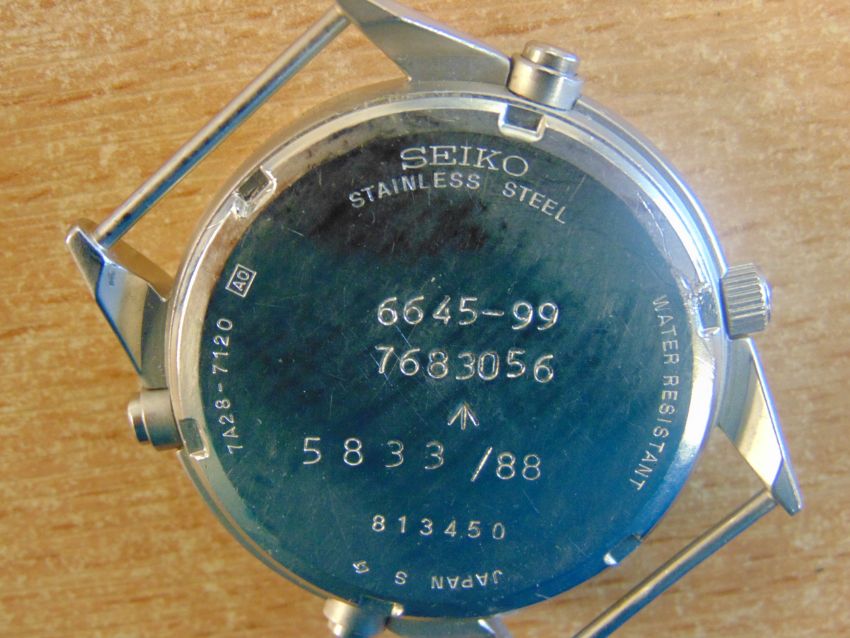 SEIKO
STAINLESS STEEL
6645-99
7683056
5833 /88
813450
JAPAN S
7A28-7120 AO
WATER RESISTANT